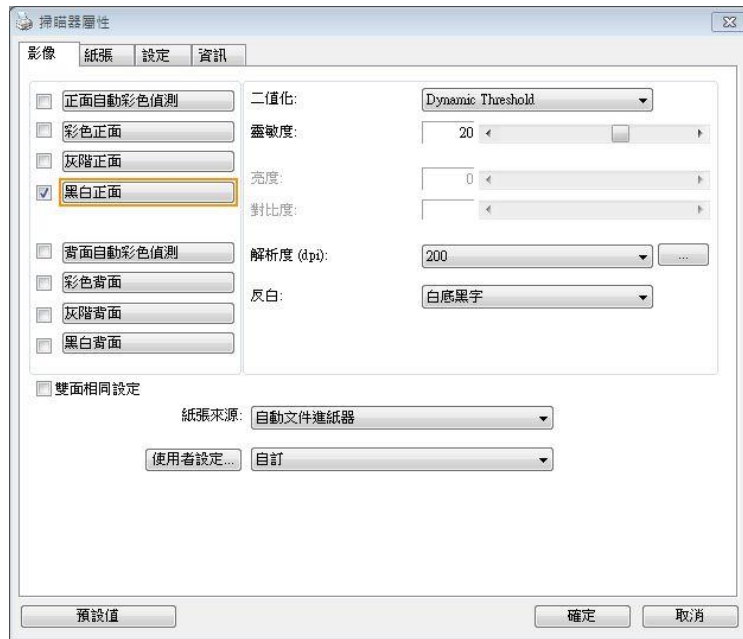 掃瞄器屬性
影像 紙張 設定 資訊
正面自動彩色偵測
彩色正面
灰階正面
黑白正面
背面自動彩色偵測
彩色背面
灰階背面
黑白背面
二值化: Dynamic Threshold
靈敏度: 20
亮度: 0
對比度:
解析度 (dpi): 200 ...
反白: 白底黑字
雙面相同設定
紙張來源: 自動文件進紙器
使用者設定... 自訂
預設值 確定 取消